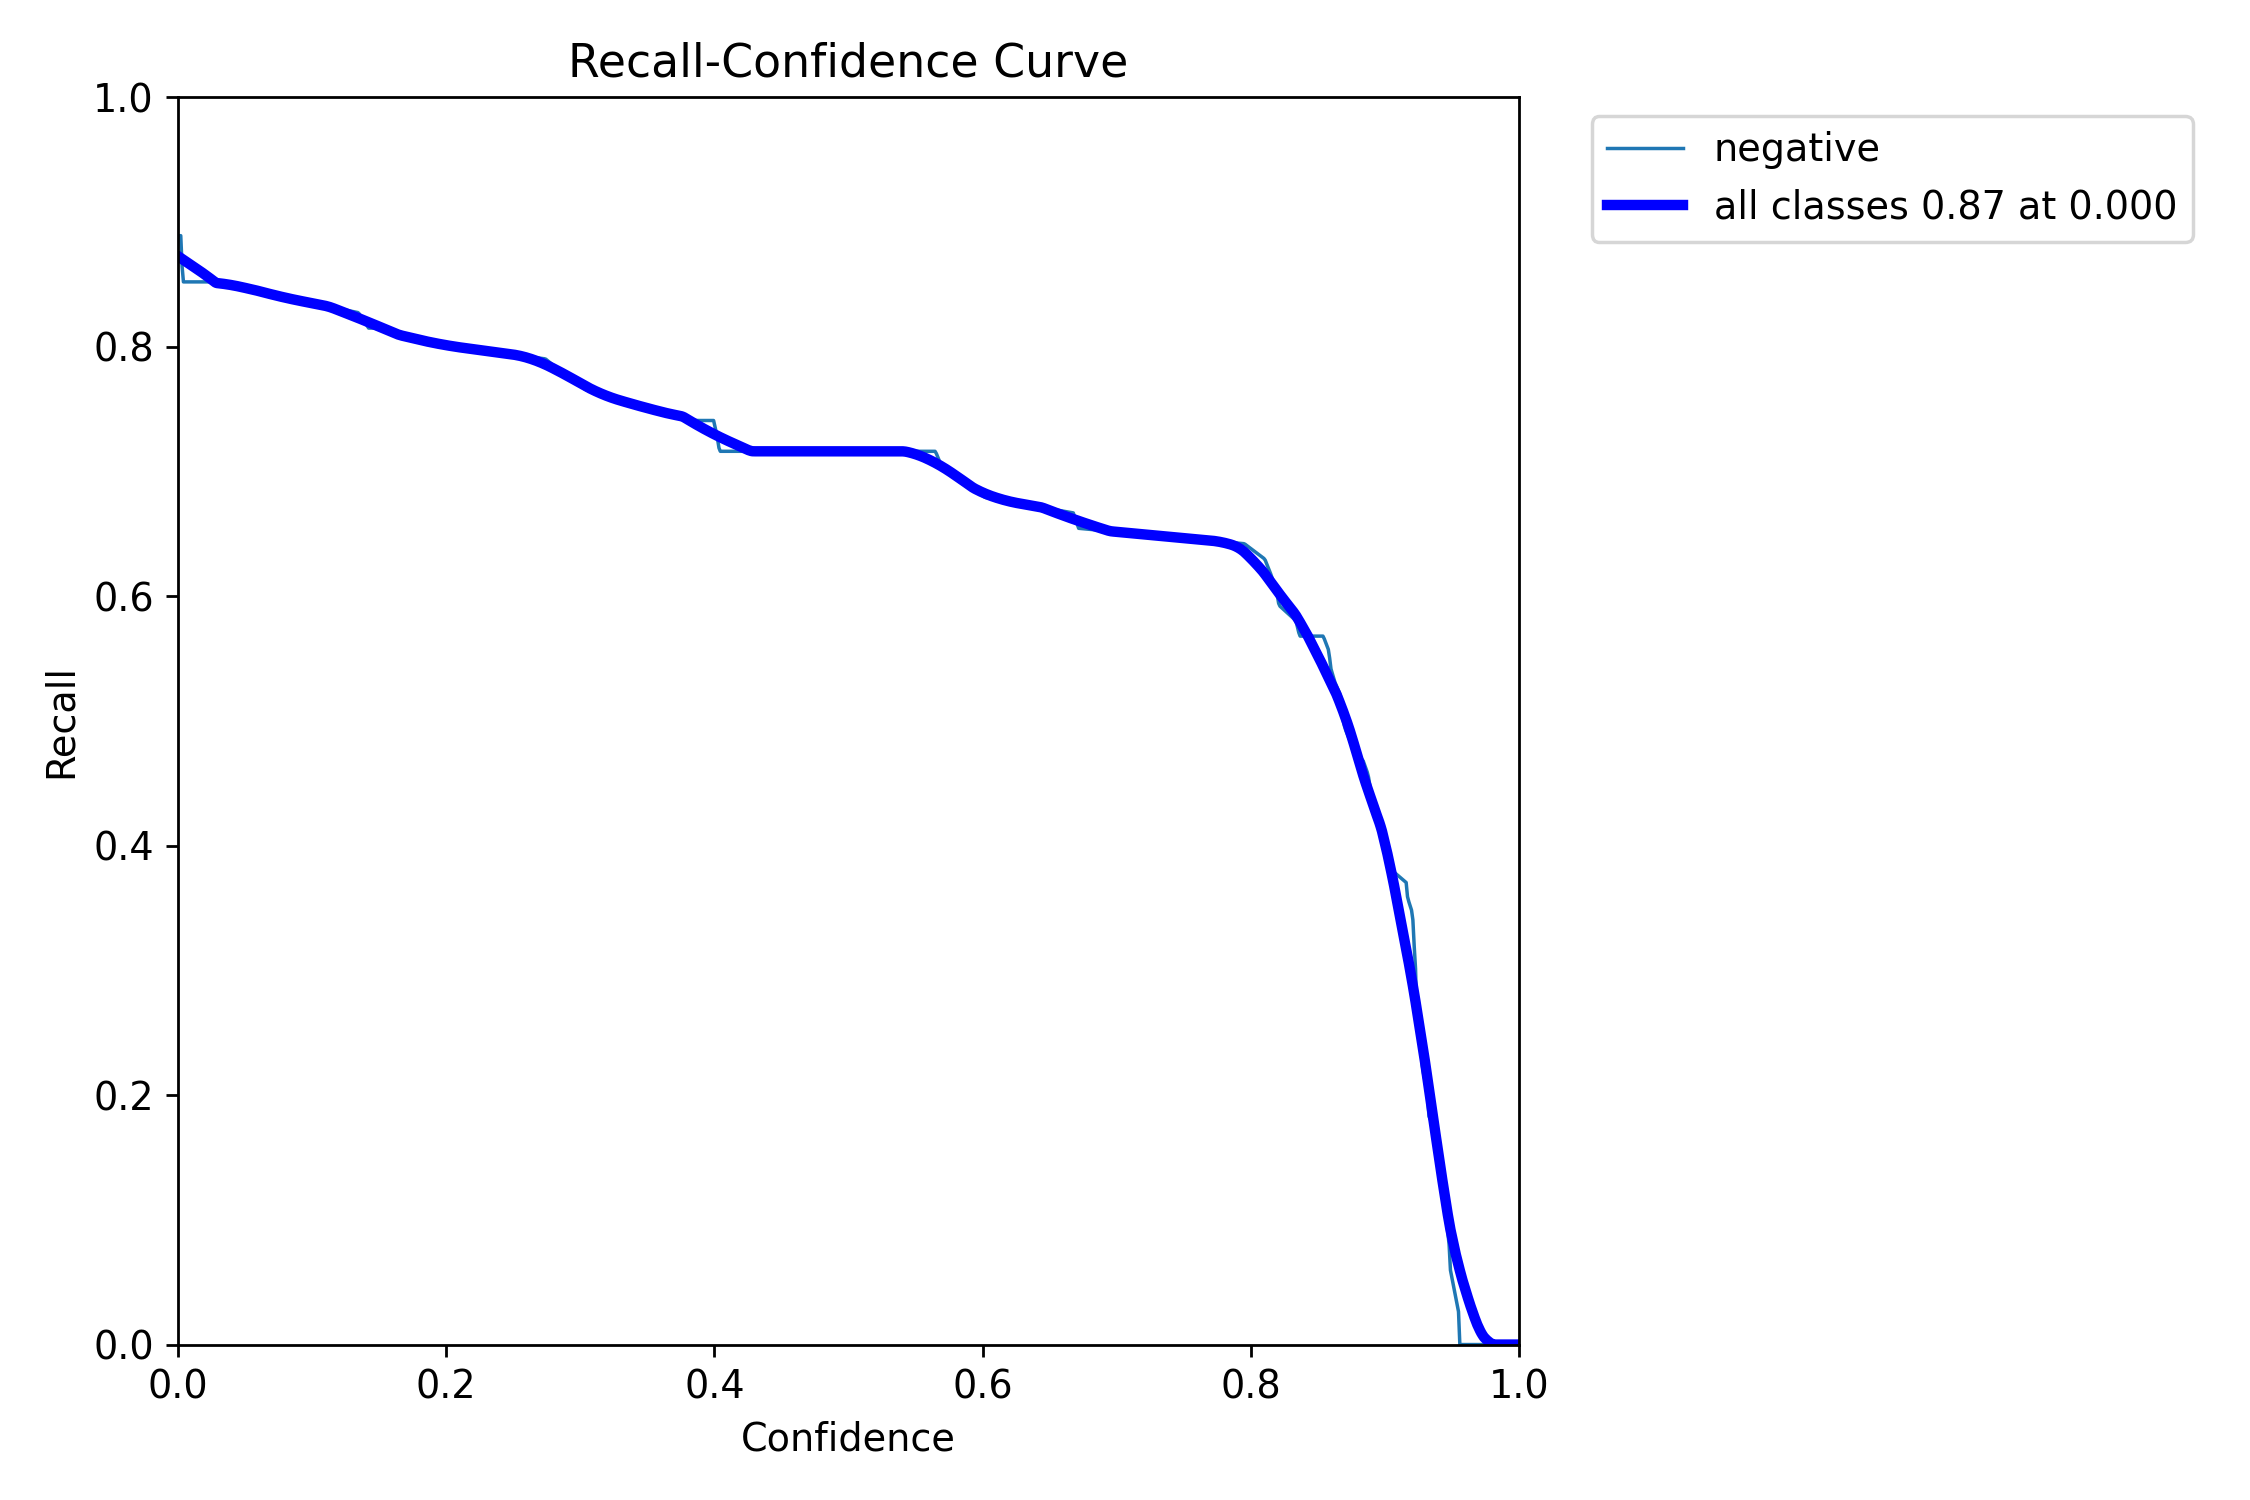 Recall-Confidence Curve
1.0
0.8
0.6
0.4
0.2
0.0
Recall
0.0 0.2 0.4 0.6 0.8 1.0
Confidence
negative
all classes 0.87 at 0.000